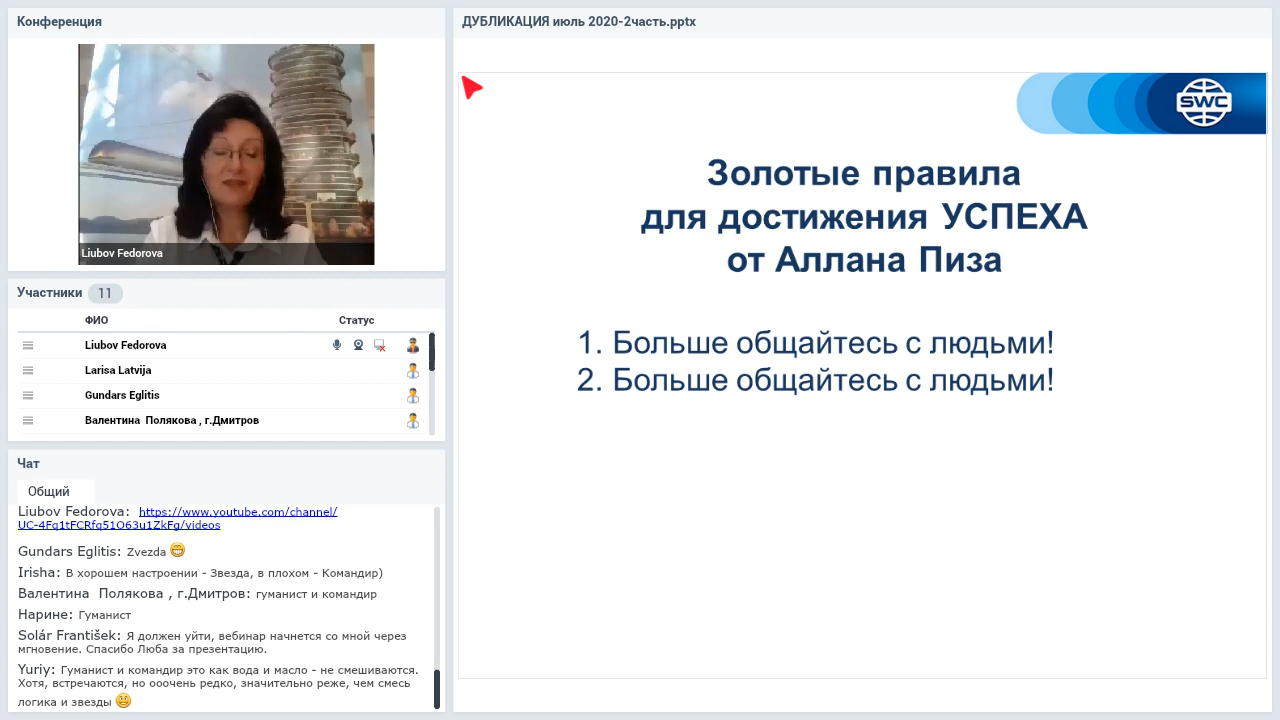 Конференция
Liubov Fedorova
Участники 11
ФИО Статус
Liubov Fedorova
Larisa Latvija
Gundars Eglitis
Валентина Полякова , г.Дмитров
Чат
Общий
Liubov Fedorova: https://www.youtube.com/channel/
UC-4Fq1tFCRfq51O63u1ZkFg/videos
Gundars Eglitis: Zvezda
Irisha: В хорошем настроении - Звезда, в плохом - Командир)
Валентина Полякова , г.Дмитров: гуманист и командир
Нарине: Гуманист
Solár František: Я должен уйти, вебинар начнется со мной через
мгновение. Спасибо Люба за презентацию.
Yuriy: Гуманист и командир это как вода и масло - не смешиваются.
Хотя, встречаются, но ооочень редко, значительно реже, чем смесь
логика и звезды
ДУБЛИКАЦИЯ июль 2020-2часть.pptx
SWC
Золотые правила
для достижения УСПЕХА
от Аллана Пиза
1. Больше общайтесь с людьми!
2. Больше общайтесь с людьми!